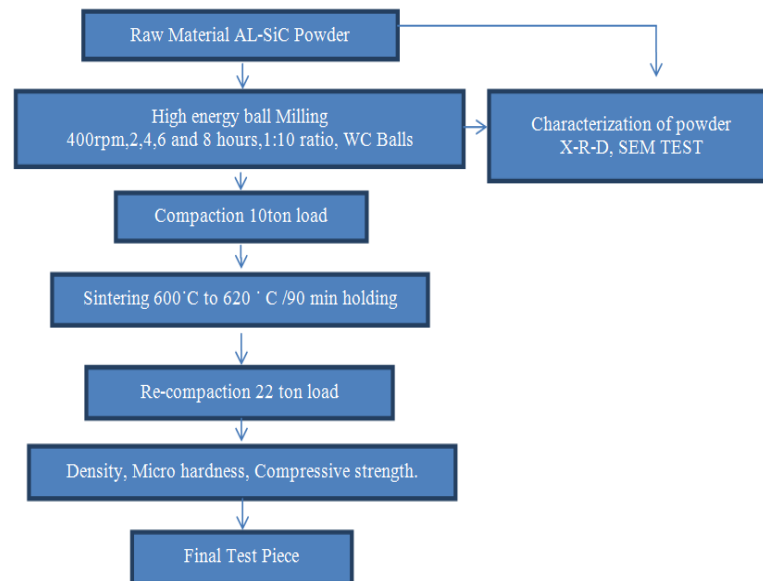 Raw Material AL-SiC Powder
High energy ball Milling
400rpm,2,4,6 and 8 hours,1:10 ratio, WC Balls
Characterization of powder
X-R-D, SEM TEST
Compaction 10ton load
Sintering 600˙C to 620 ˙ C /90 min holding
Re-compaction 22 ton load
Density, Micro hardness, Compressive strength.
Final Test Piece